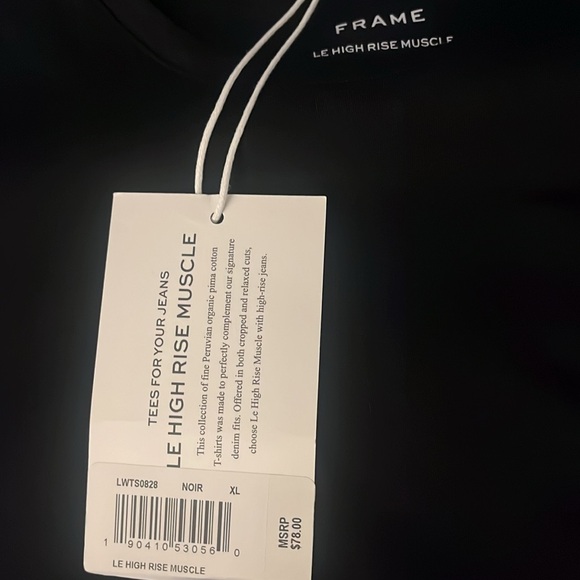 FRAME
LE HIGH RISE MUSCLE
TEES FOR YOUR JEANS
LE HIGH RISE MUSCLE
This collection of fine Peruvian organic pima cotton
T-shirts was made to perfectly complement our signature
denim fits. Offered in both cropped and relaxed cuts,
choose Le High Rise Muscle with high-rise jeans.
LWTS0828 NOIR XL
1 90410 53056 0
LE HIGH RISE MUSCLE
MSRP
$78.00